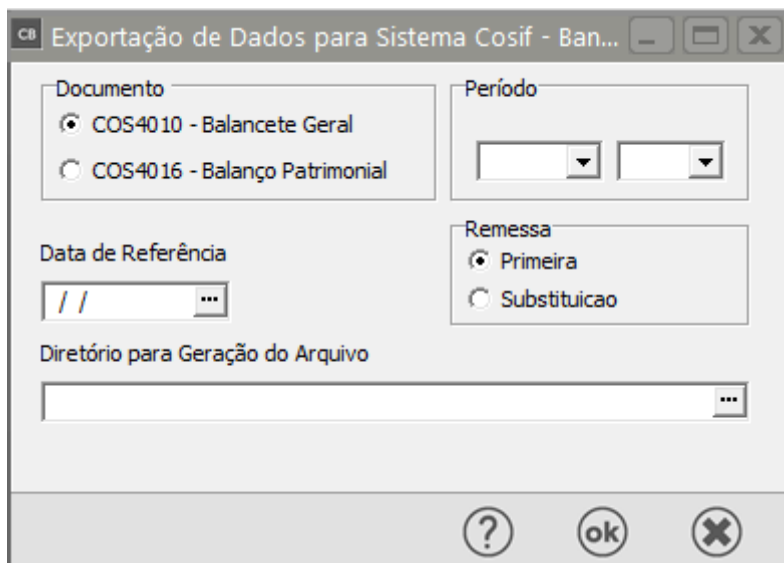 CB Exportação de Dados para Sistema Cosif - Ban...
Documento
COS4010 - Balancete Geral
COS4016 - Balanço Patrimonial
Período
Data de Referência
/ /
...
Remessa
Primeira
Substituicao
Diretório para Geração do Arquivo
...
? ok